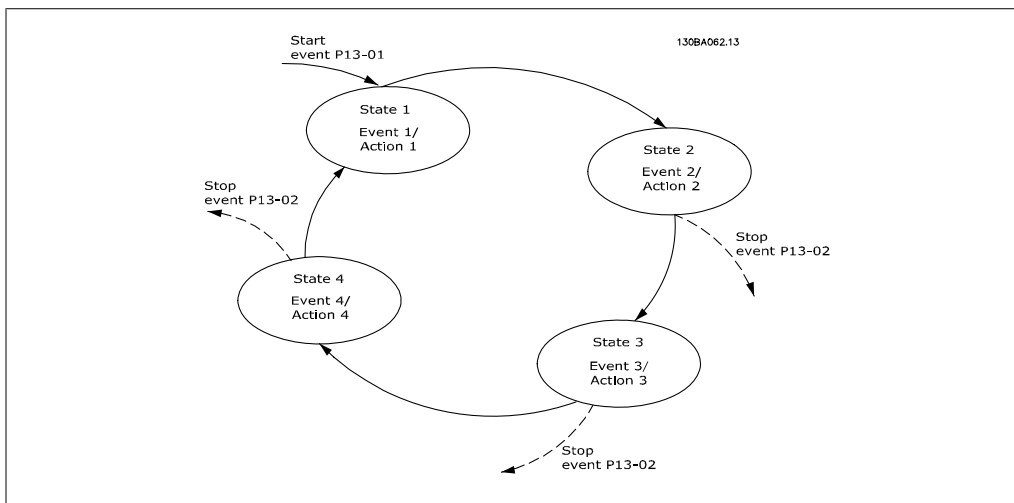 Start
event P13-01
130BA062.13
State 1
Event 1/
Action 1
State 2
Event 2/
Action 2
Stop
event P13-02
Stop
event P13-02
State 4
Event 4/
Action 4
State 3
Event 3/
Action 3
Stop
event P13-02